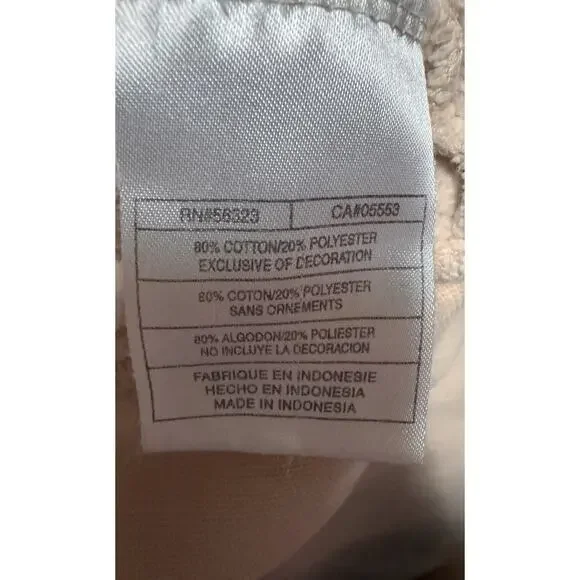 RN#56323 CA#05553
80% COTTON/20% POLYESTER
EXCLUSIVE OF DECORATION
80% COTON/20% POLYESTER
SANS ORNEMENTS
80% ALGODON/20% POLIESTER
NO INCLUYE LA DECORACION
FABRIQUE EN INDONESIE
HECHO EN INDONESIA
MADE IN INDONESIA